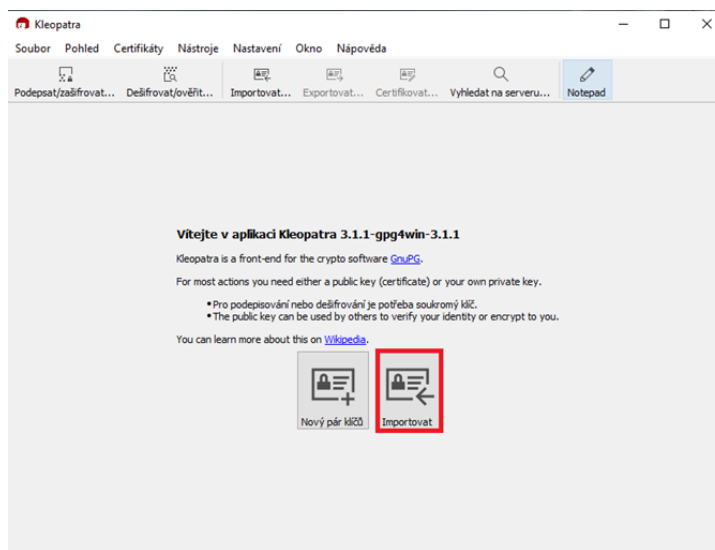 Kleopatra
Soubor Pohled Certifikáty Nástroje Nastavení Okno Nápověda
Podepsat/zašifrovat... Dešifrovat/ověřit... Importovat... Exportovat... Certifikovat... Vyhledat na serveru... Notepad
Vítejte v aplikaci Kleopatra 3.1.1-gpg4win-3.1.1
Kleopatra is a front-end for the crypto software GnuPG.
For most actions you need either a public key (certificate) or your own private key.
•Pro podepisování nebo dešifrování je potřeba soukromý klíč.
•The public key can be used by others to verify your identity or encrypt to you.
You can learn more about this on Wikipedia.
Nový pár klíčů Importovat